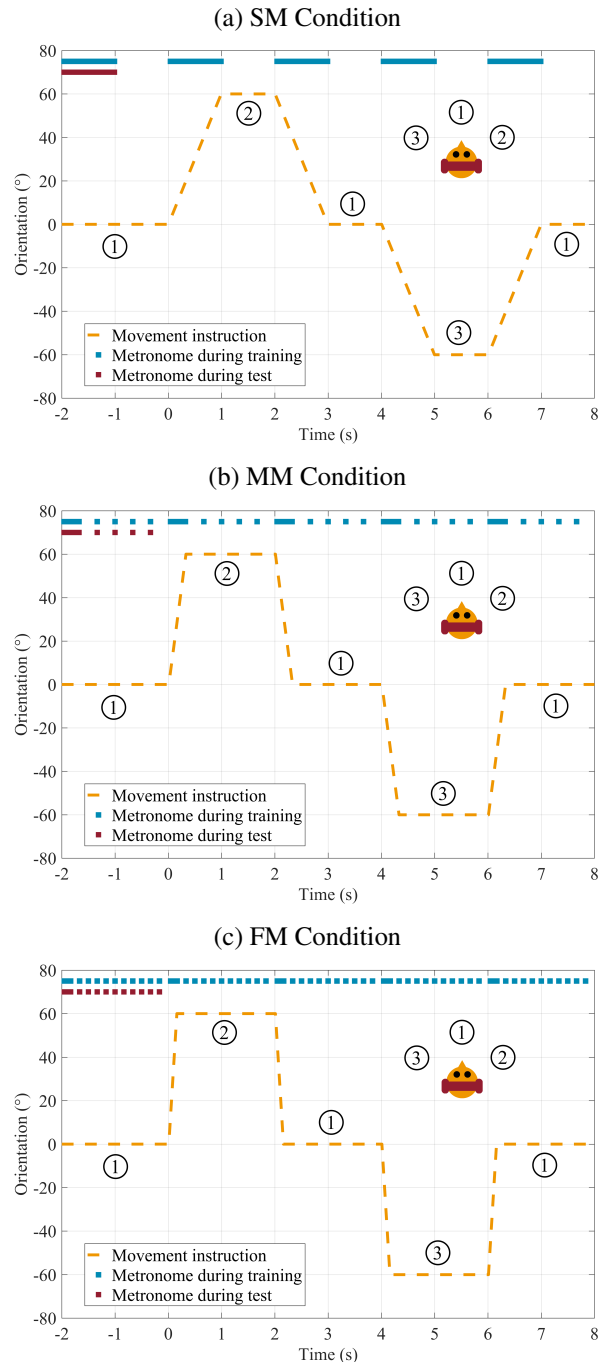 (a) SM Condition
80
60
40
20
0
-20
-40
-60
-80
Orientation (°)
①
②
①
③
①
①
③
②
Movement instruction
Metronome during training
Metronome during test
-2 -1 0 1 2 3 4 5 6 7 8
Time (s)
(b) MM Condition
80
60
40
20
0
-20
-40
-60
-80
Orientation (°)
①
②
①
③
①
①
③
②
Movement instruction
Metronome during training
Metronome during test
-2 -1 0 1 2 3 4 5 6 7 8
Time (s)
(c) FM Condition
80
60
40
20
0
-20
-40
-60
-80
Orientation (°)
①
②
①
③
①
①
③
②
Movement instruction
Metronome during training
Metronome during test
-2 -1 0 1 2 3 4 5 6 7 8
Time (s)